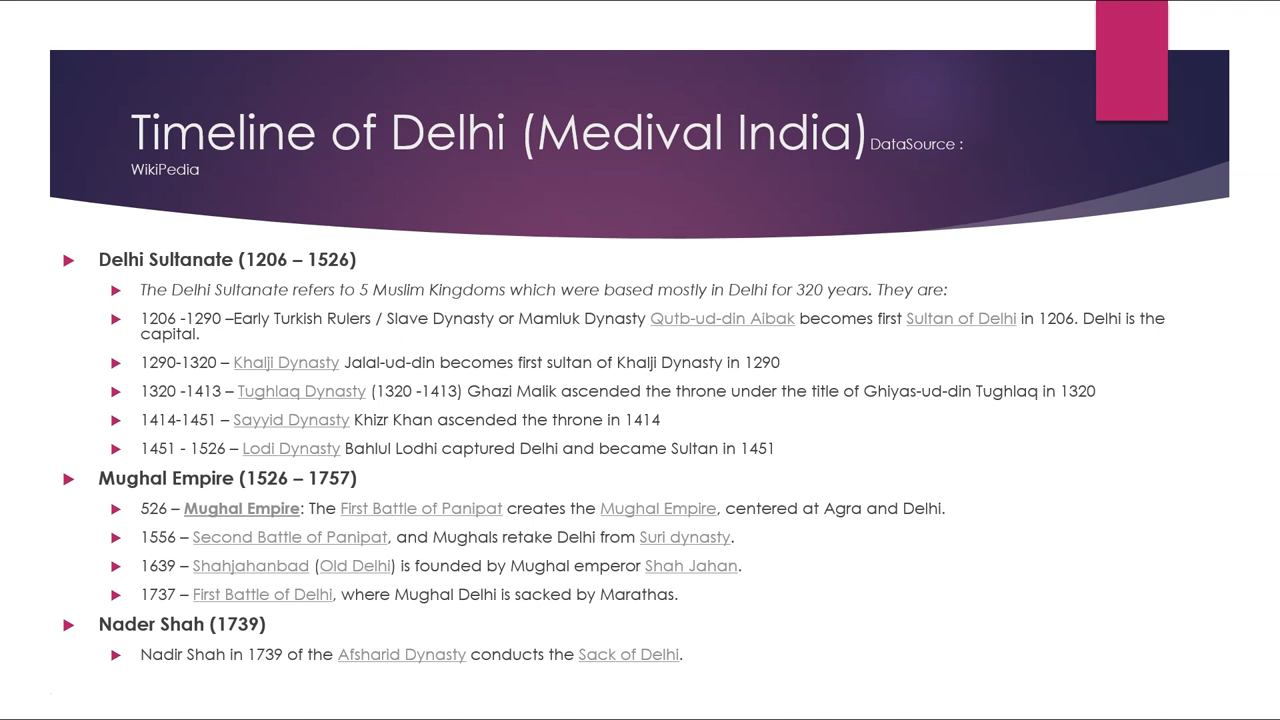 Timeline of Delhi (Medival India) DataSource :
WikiPedia
Delhi Sultanate (1206 – 1526)
The Delhi Sultanate refers to 5 Muslim Kingdoms which were based mostly in Delhi for 320 years. They are:
1206 -1290 –Early Turkish Rulers / Slave Dynasty or Mamluk Dynasty Qutb-ud-din Aibak becomes first Sultan of Delhi in 1206. Delhi is the
capital.
1290-1320 – Khalji Dynasty Jalal-ud-din becomes first sultan of Khalji Dynasty in 1290
1320 -1413 – Tughlaq Dynasty (1320 -1413) Ghazi Malik ascended the throne under the title of Ghiyas-ud-din Tughlaq in 1320
1414-1451 – Sayyid Dynasty Khizr Khan ascended the throne in 1414
1451 - 1526 – Lodi Dynasty Bahlul Lodhi captured Delhi and became Sultan in 1451
Mughal Empire (1526 – 1757)
526 – Mughal Empire: The First Battle of Panipat creates the Mughal Empire, centered at Agra and Delhi.
1556 – Second Battle of Panipat, and Mughals retake Delhi from Suri dynasty.
1639 – Shahjahanbad (Old Delhi) is founded by Mughal emperor Shah Jahan.
1737 – First Battle of Delhi, where Mughal Delhi is sacked by Marathas.
Nader Shah (1739)
Nadir Shah in 1739 of the Afsharid Dynasty conducts the Sack of Delhi.